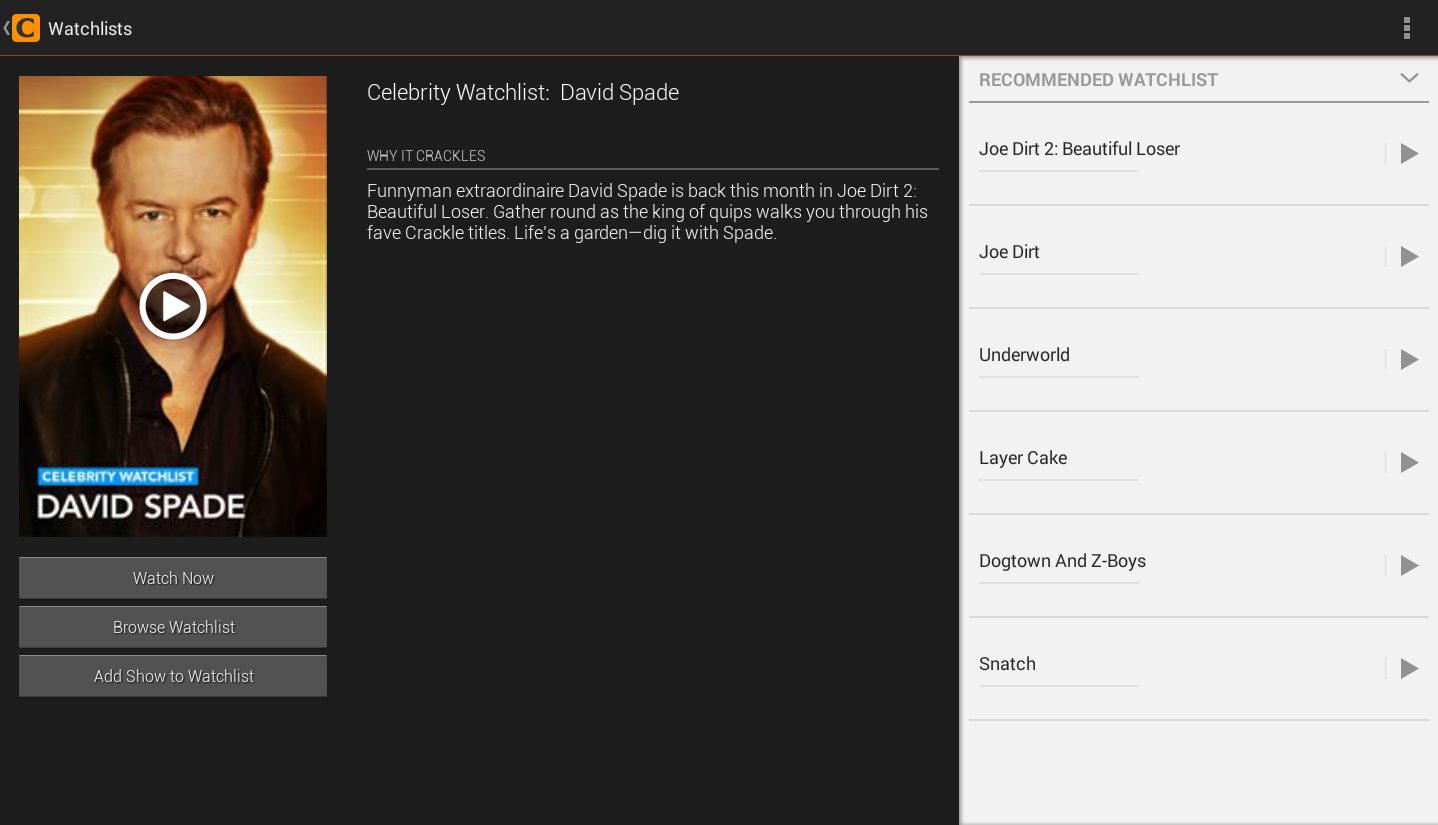 C Watchlists
CELEBRITY WATCHLIST
DAVID SPADE
Watch Now
Browse Watchlist
Add Show to Watchlist
Celebrity Watchlist: David Spade
WHY IT CRACKLES
Funnyman extraordinaire David Spade is back this month in Joe Dirt 2:
Beautiful Loser. Gather round as the king of quips walks you through his
fave Crackle titles. Life's a garden—dig it with Spade.
RECOMMENDED WATCHLIST
Joe Dirt 2: Beautiful Loser
Joe Dirt
Underworld
Layer Cake
Dogtown And Z-Boys
Snatch